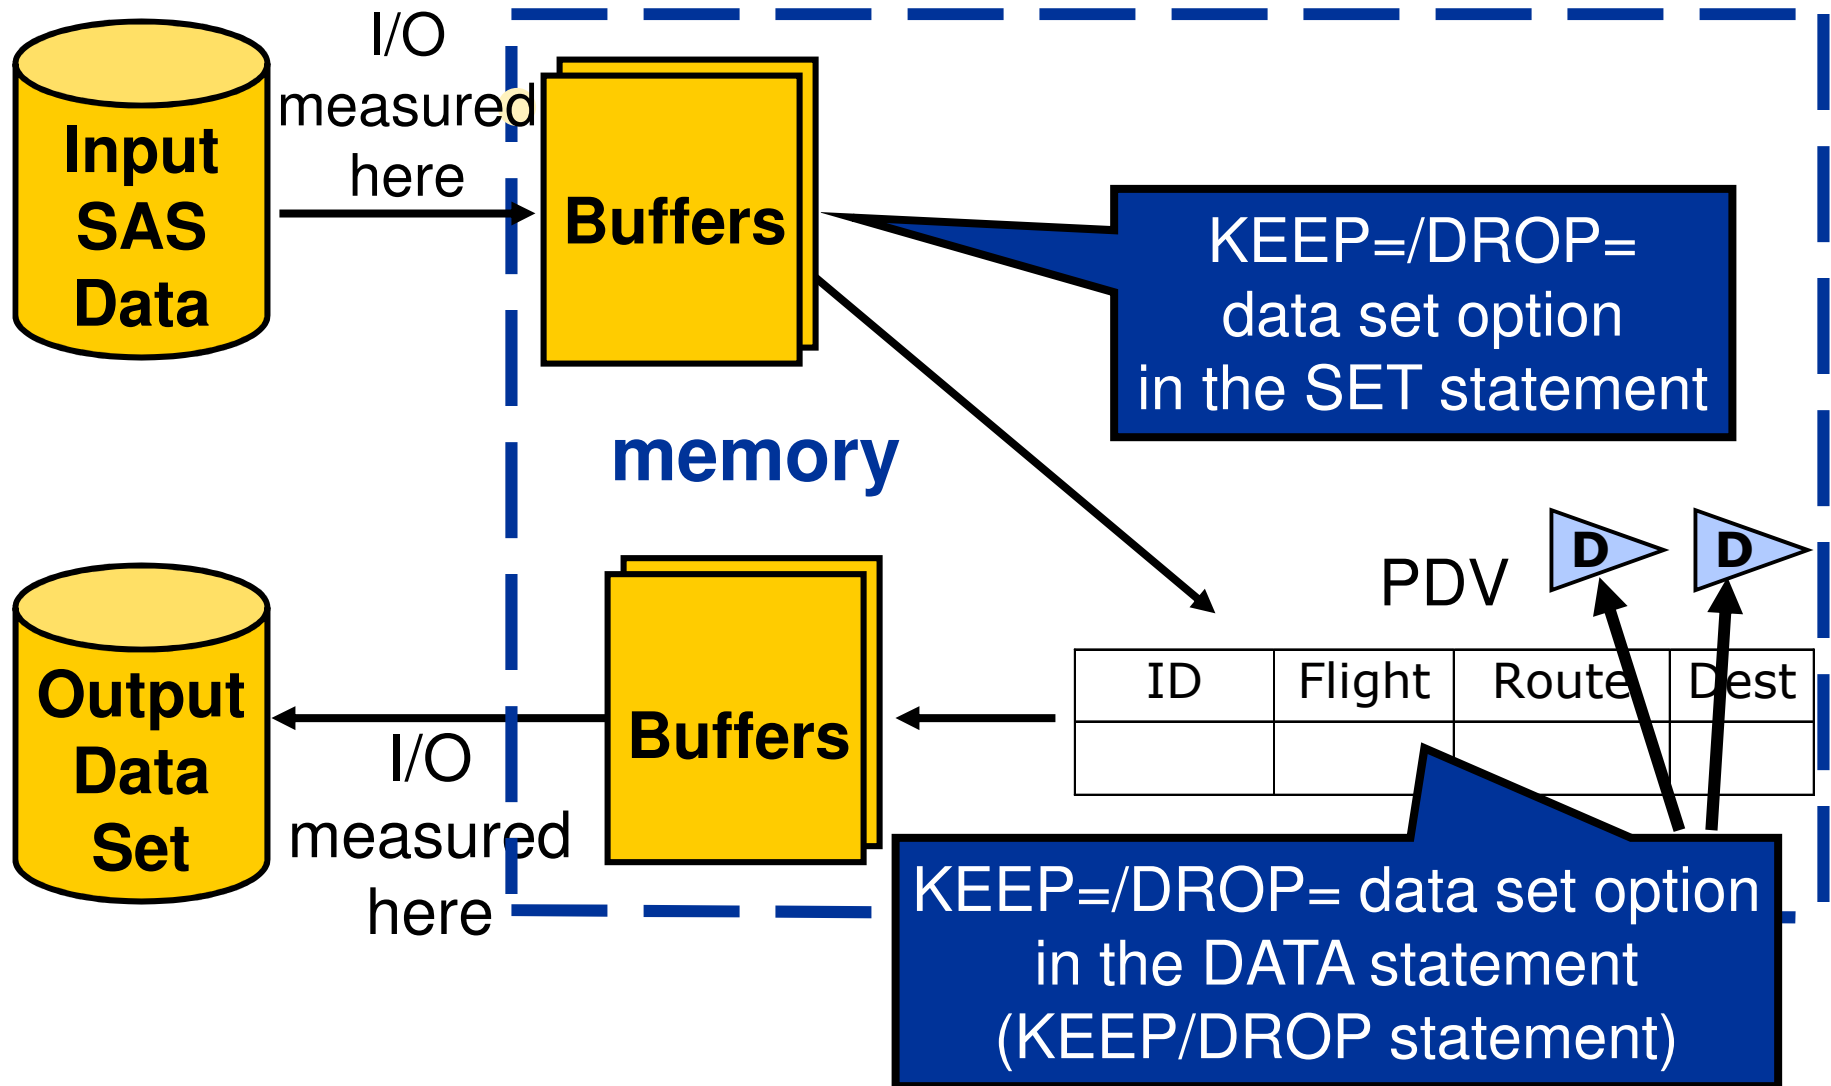 Input
SAS
Data
I/O
measured
here
Buffers
KEEP=/DROP=
data set option
in the SET statement
memory
PDV
D
D
ID Flight Route Dest
Output
Data
Set
I/O
measured
here
Buffers
KEEP=/DROP= data set option
in the DATA statement
(KEEP/DROP statement)